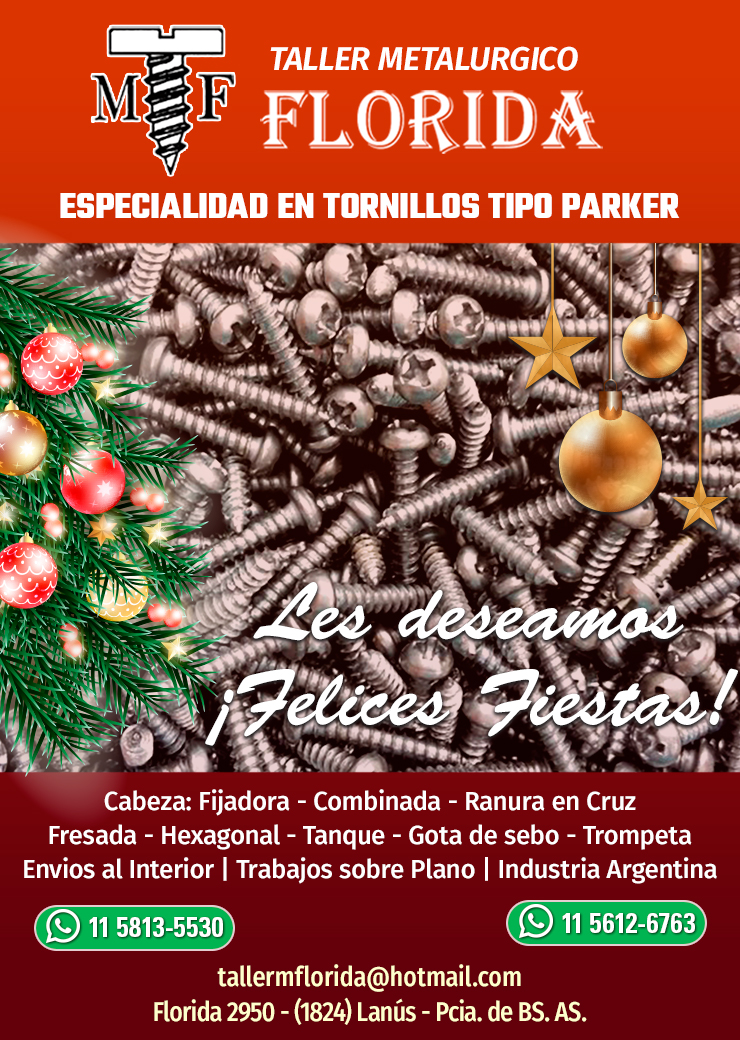 M F
TALLER METALURGICO
FLORIDA
ESPECIALIDAD EN TORNILLOS TIPO PARKER
Les deseamos
¡Felices Fiestas!
Cabeza: Fijadora - Combinada - Ranura en Cruz
Fresada - Hexagonal - Tanque - Gota de sebo - Trompeta
Envios al Interior | Trabajos sobre Plano | Industria Argentina
11 5813-5530
11 5612-6763
tallermflorida@hotmail.com
Florida 2950 - (1824) Lanús - Pcia. de BS. AS.